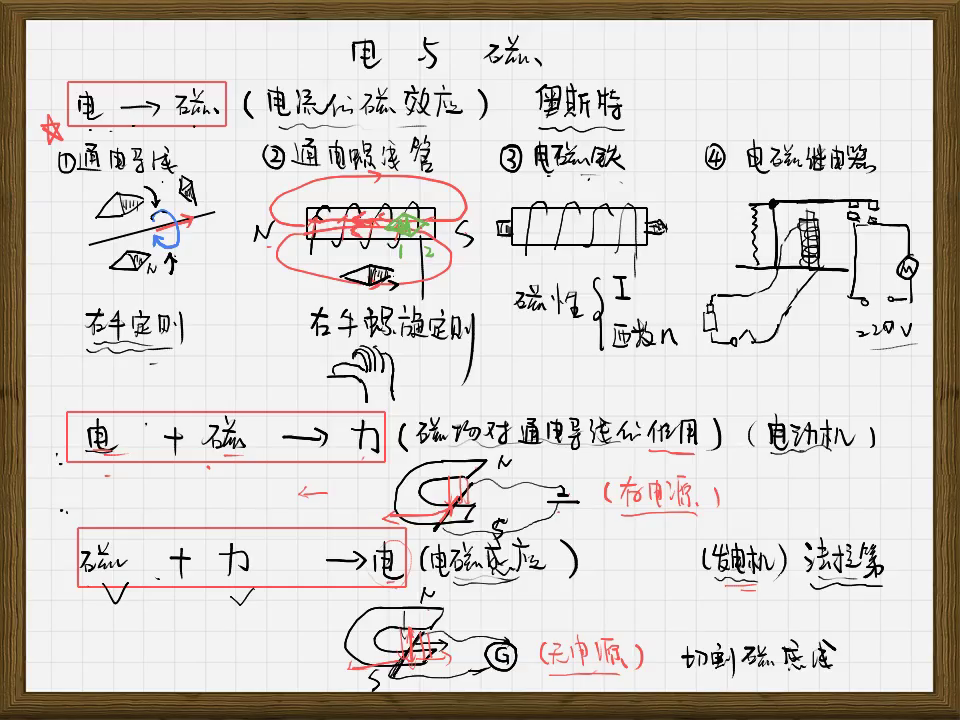 电与磁
电 → 磁 (电流的磁效应) 奥斯特
①通电导线 ②通电螺线管 ③电磁铁 ④电磁继电器
N
N S
1 2
M
磁性 { I 匝数n
220V
右手定则 右手螺旋定则
电 + 磁 → 力 (磁场对通电导线的作用) (电动机)
N
S
(有电源)
磁 + 力 → 电 (电磁感应) (发电机) 法拉第
N
S
G (无电源) 切割磁感线